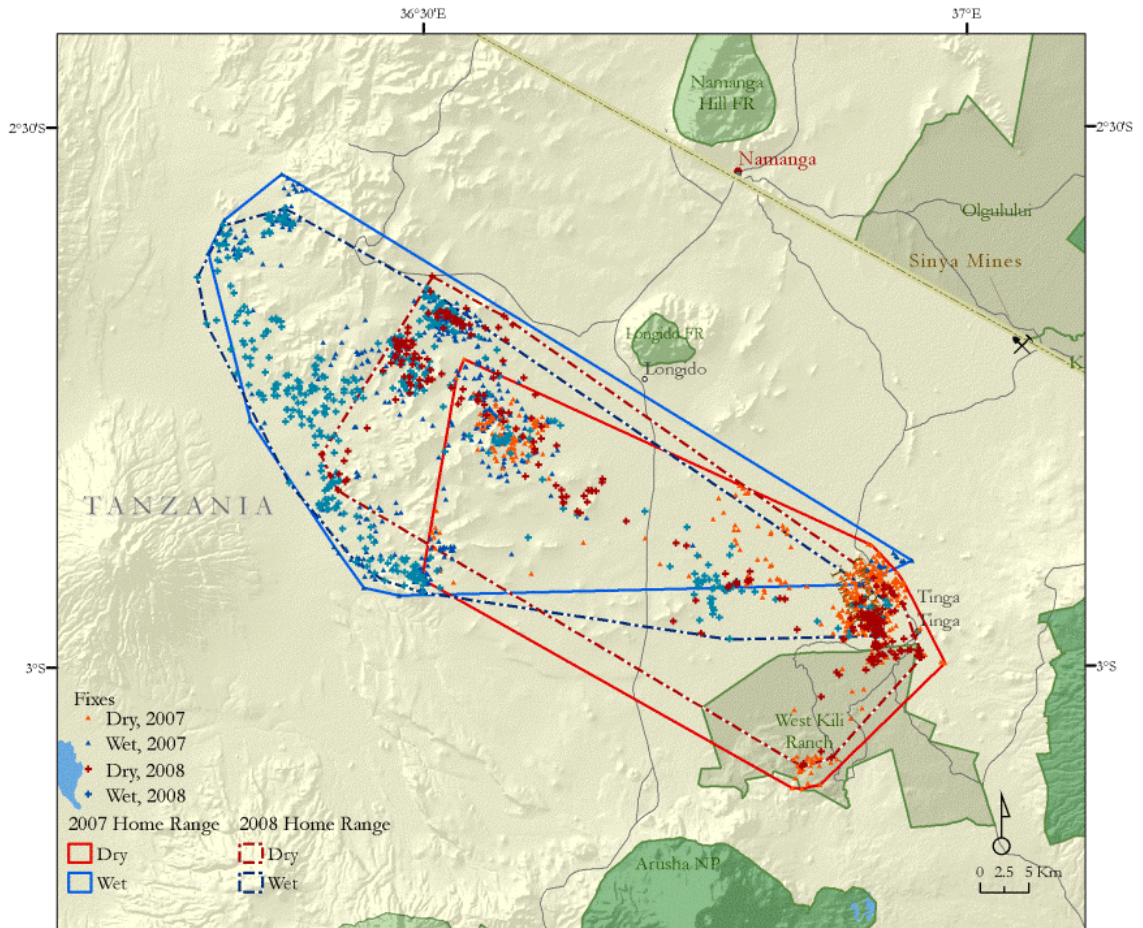 36°30'E
37°E
2°30'S
2°30'S
Namanga
Hill FR
Namanga
Olgulului
Sinya Mines
Longido FR
Longido
K
TANZANIA
Tinga
Tinga
3°S
3°S
West Kili
Ranch
Arusha NP
Fixes
Dry, 2007
Wet, 2007
Dry, 2008
Wet, 2008
2007 Home Range
2008 Home Range
Dry
Dry
Wet
Wet
0 2.5 5 Km